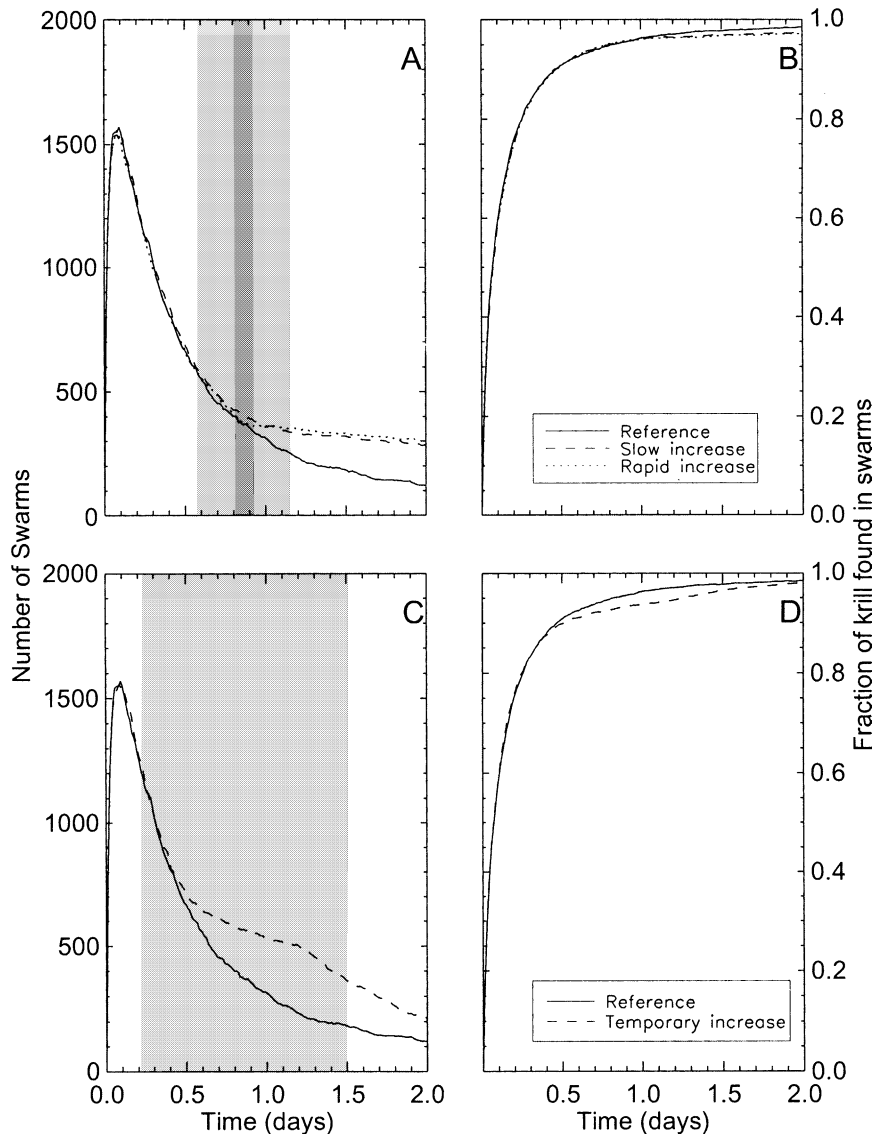 2000
1500
1000
500
0
A
1.0
0.8
0.6
0.4
0.2
0.0
B
Reference
Slow increase
Rapid increase
Number of Swarms
Fraction of krill found in swarms
2000
1500
1000
500
0
C
1.0
0.8
0.6
0.4
0.2
0.0
D
Reference
Temporary increase
0.0 0.5 1.0 1.5 2.0
Time (days)
0.5 1.0 1.5 2.0
Time (days)